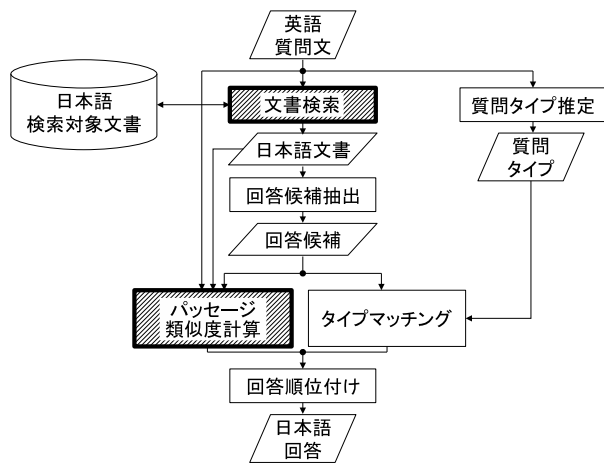 英語
質問文
日本語
検索対象文書
文書検索
質問タイプ推定
日本語文書
質問
タイプ
回答候補抽出
回答候補
パッセージ
類似度計算
タイプマッチング
回答順位付け
日本語
回答